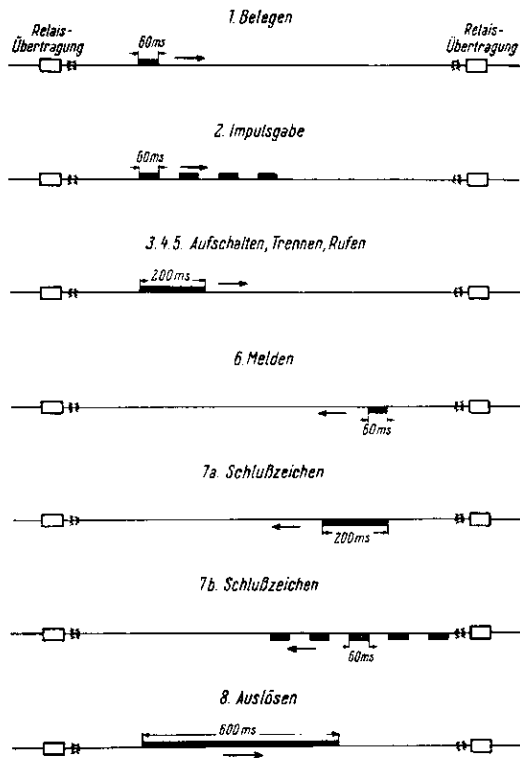 1. Belegen
Relais-
Übertragung
Relais-
Übertragung
60ms
2. Impulsgabe
60ms
3.4.5. Aufschalten, Trennen, Rufen
200ms
6. Melden
60ms
7a. Schlußzeichen
200ms
7b. Schlußzeichen
60ms
8. Auslösen
600ms